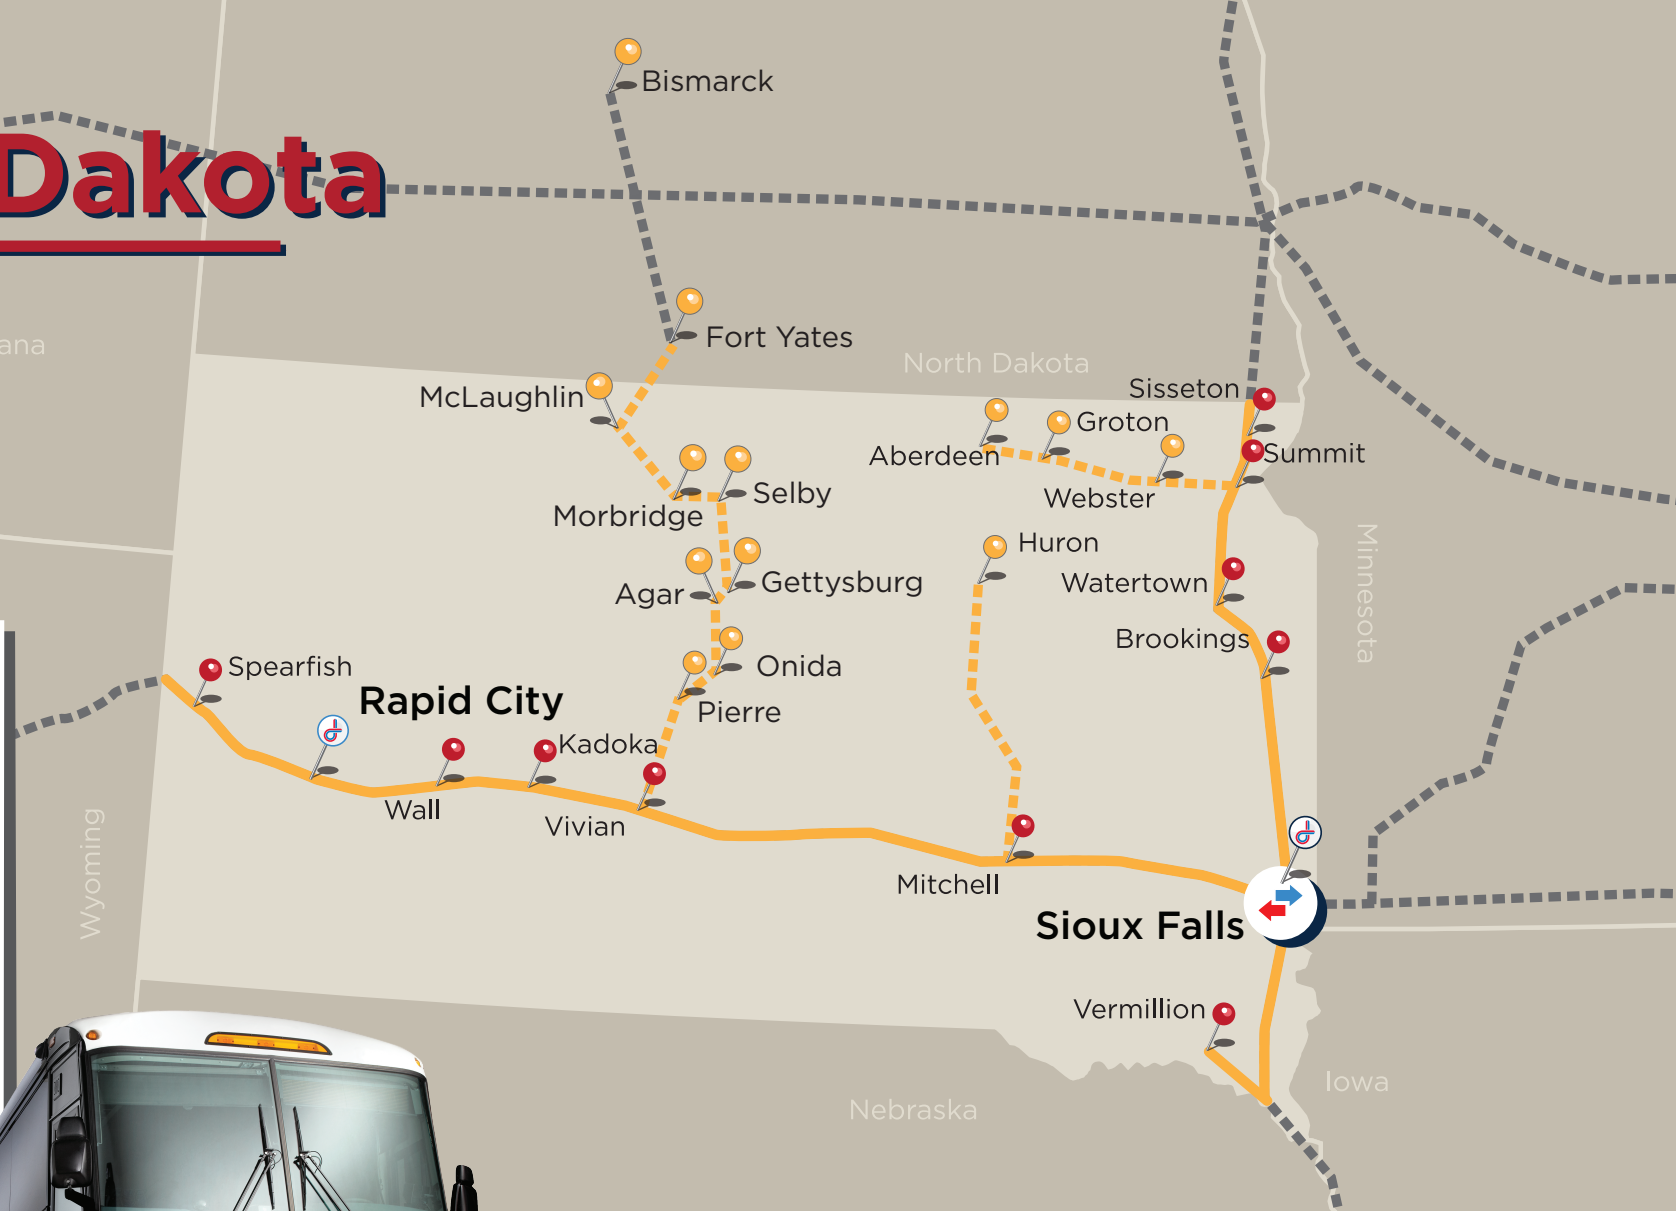 Bismarck
Dakota
Fort Yates
ana
North Dakota
McLaughlin
Sisseton
Groton
Aberdeen
Summit
Selby
Webster
Morbridge
Huron
Minnesota
Gettysburg
Watertown
Agar
Brookings
Spearfish
Onida
Rapid City
Pierre
Kadoka
Wall
Vivian
Wyoming
Mitchell
Sioux Falls
Vermillion
Iowa
Nebraska